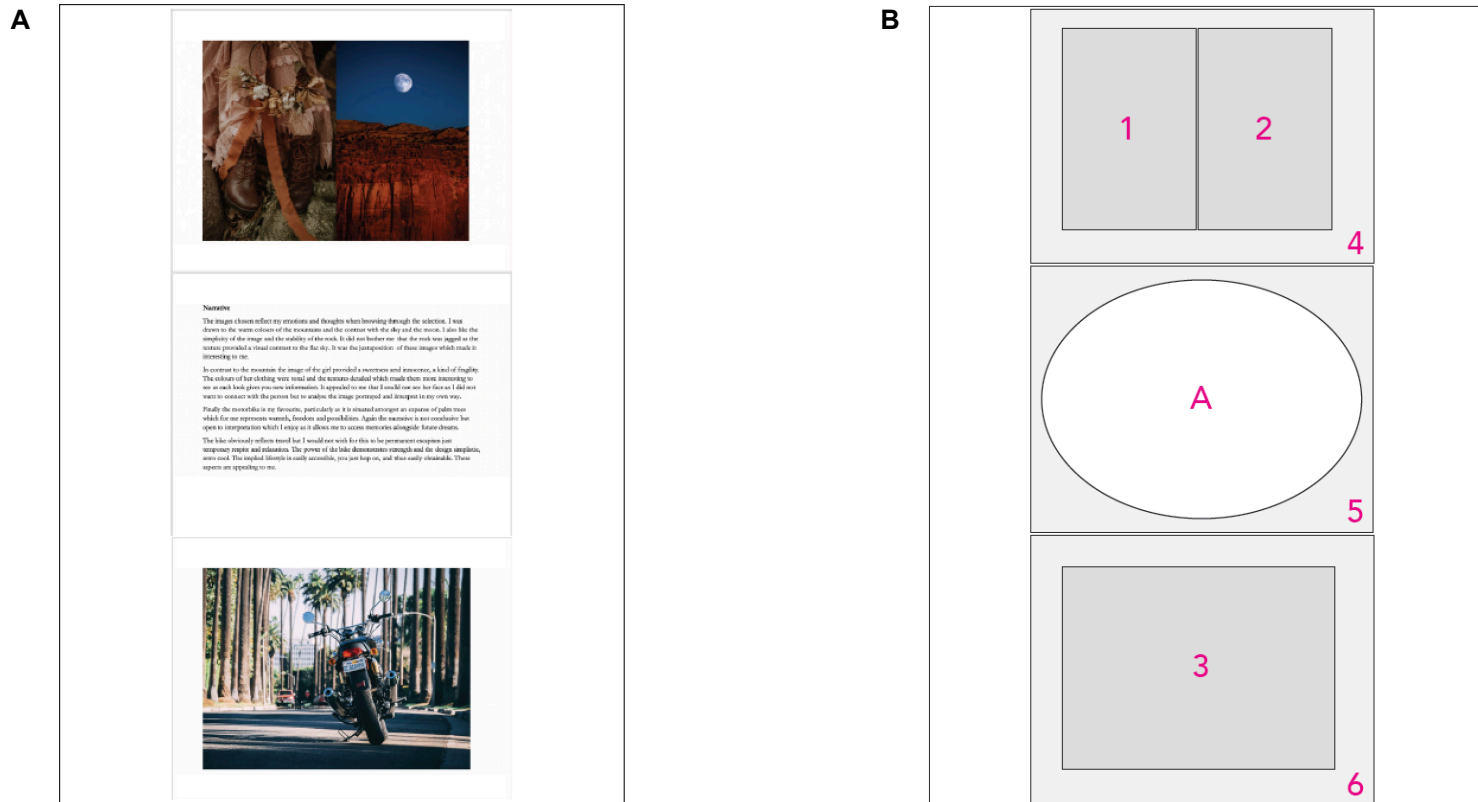 A
Narrative
The images chosen reflect my emotions and thoughts when browsing through the selection. I was
drawn to the warm colours of the mountains and the contrast with the sky and the moon. I also like the
simplicity of the image and the stability of the rock. It did not bother me that the rock was jagged as the
texture provided a visual contrast to the flat sky. It was the juxtaposition of these images which made it
interesting to me.
In contrast to the mountain the image of the girl provided a sweetness and innocence, a kind of fragility.
The colours of her clothing were tonal and the textures detailed which made them more interesting to
see as each look gives you new information. It appealed to me that I could not see her face as I did not
want to connect with the person but to analyse the image portrayed and interpret in my own way.
Finally the motorbike is my favourite, particularly as it is situated amongst an expanse of palm trees
which for me represents warmth, freedom and possibilities. Again the narrative is not conclusive but
open to interpretation which I enjoy as it allows me to access memories alongside future dreams.
The bike obviously reflects travel but I would not wish for this to be permanent escapism just
temporary respite and relaxation. The power of the bike demonstrates strength and the design simplistic,
retro cool. The implied lifestyle is easily accessible, you just hop on, and thus easily obtainable. These
aspects are appealing to me.
B
1
2
4
A
5
3
6